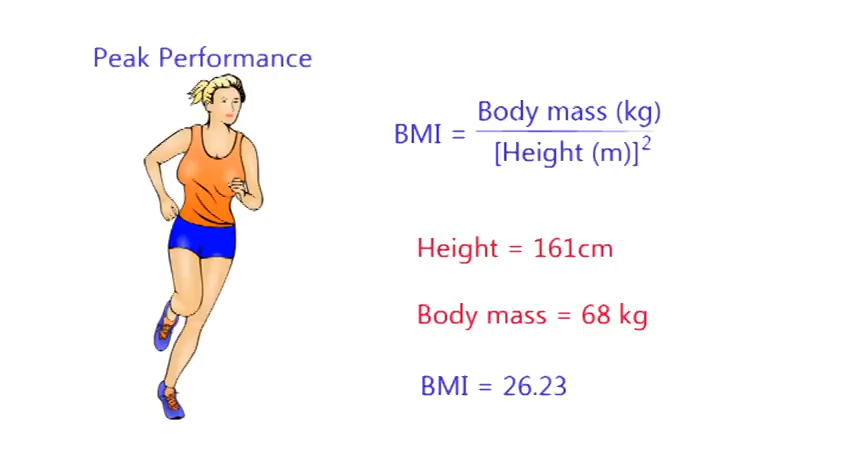 Peak Performance
BMI = Body mass (kg)
[Height (m)]²
Height = 161cm
Body mass = 68 kg
BMI = 26.23